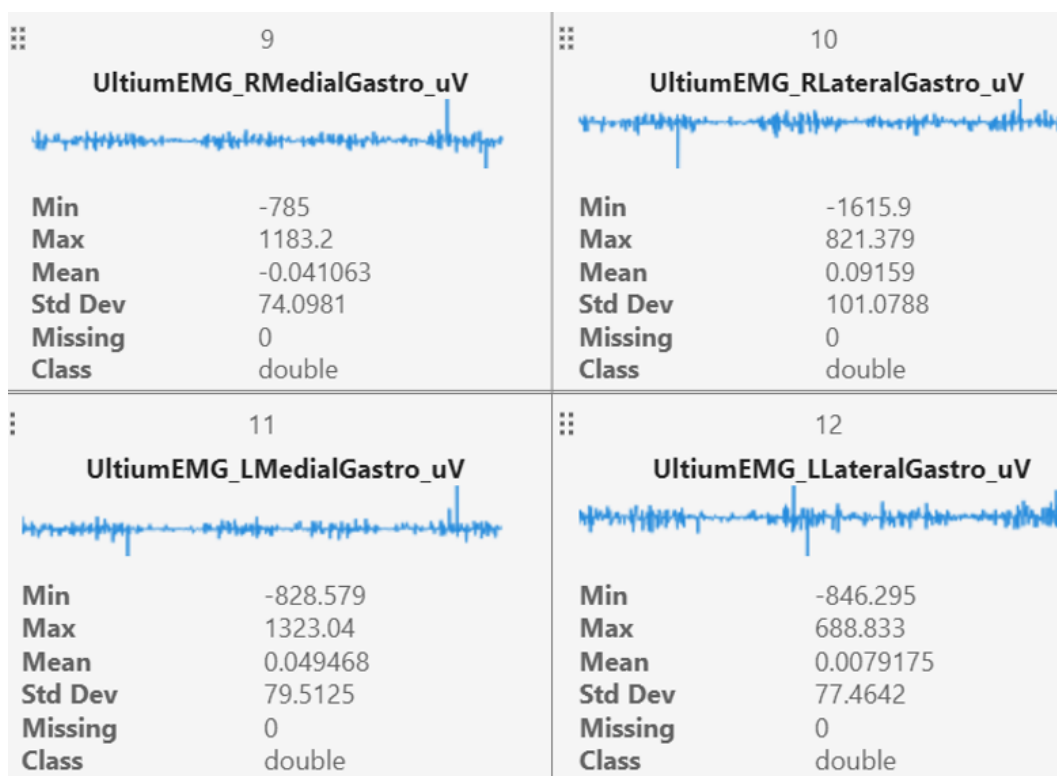 9
UltiumEMG_RMedialGastro_uV
Min -785
Max 1183.2
Mean -0.041063
Std Dev 74.0981
Missing 0
Class double
10
UltiumEMG_RLateralGastro_uV
Min -1615.9
Max 821.379
Mean 0.09159
Std Dev 101.0788
Missing 0
Class double
11
UltiumEMG_LMedialGastro_uV
Min -828.579
Max 1323.04
Mean 0.049468
Std Dev 79.5125
Missing 0
Class double
12
UltiumEMG_LLateralGastro_uV
Min -846.295
Max 688.833
Mean 0.0079175
Std Dev 77.4642
Missing 0
Class double